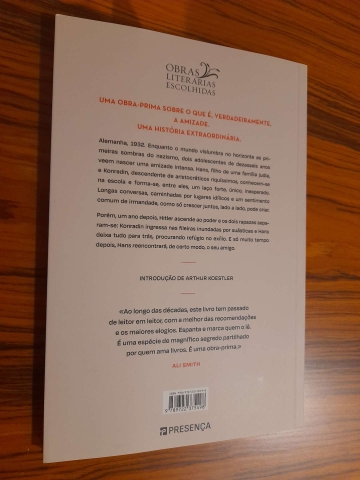 OBRAS
LITERÁRIAS
ESCOLHIDAS
UMA OBRA-PRIMA SOBRE O QUE É, VERDADEIRAMENTE,
A AMIZADE.
UMA HISTÓRIA EXTRAORDINÁRIA.
Alemanha, 1932. Enquanto o mundo vislumbra no horizonte as pri-
meiras sombras do nazismo, dois adolescentes de dezasseis anos
veem nascer uma amizade intensa. Hans, filho de uma família judia,
e Konradin, descendente de aristocráticos riquíssimos, conhecem-se
na escola e forma-se, entre eles, um laço forte, único, inesperado.
Longas conversas, caminhadas por lugares idílicos e um sentimento
comum de irmandade, como só crescer juntos, lado a lado, pode criar.
Porém, um ano depois, Hitler ascende ao poder e os dois rapazes sepa-
ram-se: Konradin ingressa nas fileiras inundadas por suásticas e Hans
deixa tudo para trás, procurando refúgio no exílio. E só muito tempo
depois, Hans reencontrará, de certo modo, o seu amigo.
INTRODUÇÃO DE ARTHUR KOESTLER
«Ao longo das décadas, este livro tem passado
de leitor em leitor, com a melhor das recomendações
e os maiores elogios. Espanta e marca quem o lê.
É uma espécie de magnífico segredo partilhado
por quem ama livros. É uma obra-prima.»
ALI SMITH
PRESENÇA